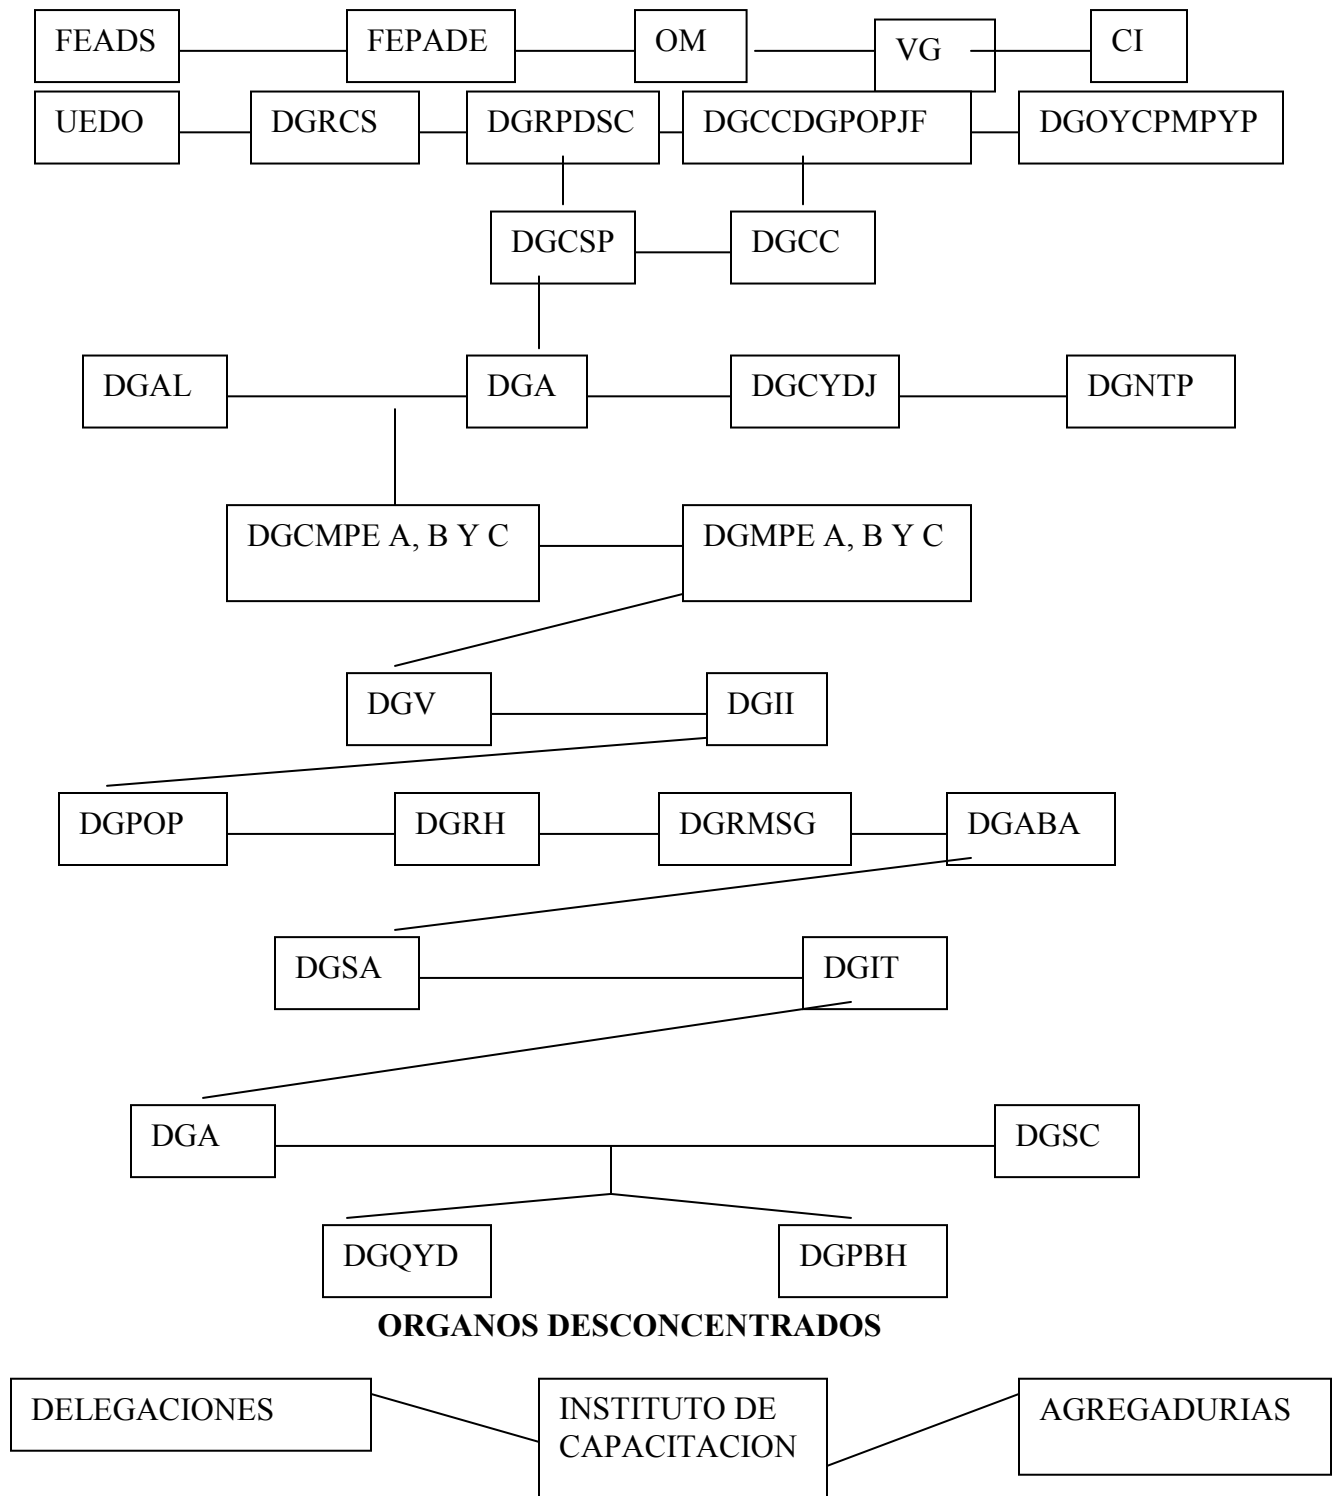 FEADS
FEPADE
OM
VG
CI
UEDO
DGRCS
DGRPDSC
DGCCDGPOPJF
DGOYCPMPYP
DGCSP
DGCC
DGAL
DGA
DGCYDJ
DGNTP
DGCMPE A, B Y C
DGMPE A, B Y C
DGV
DGII
DGPOP
DGRH
DGRMSG
DGABA
DGSA
DGIT
DGA
DGSC
DGQYD
DGPBH
ORGANOS DESCONCENTRADOS
DELEGACIONES
INSTITUTO DE
CAPACITACION
AGREGADURIAS